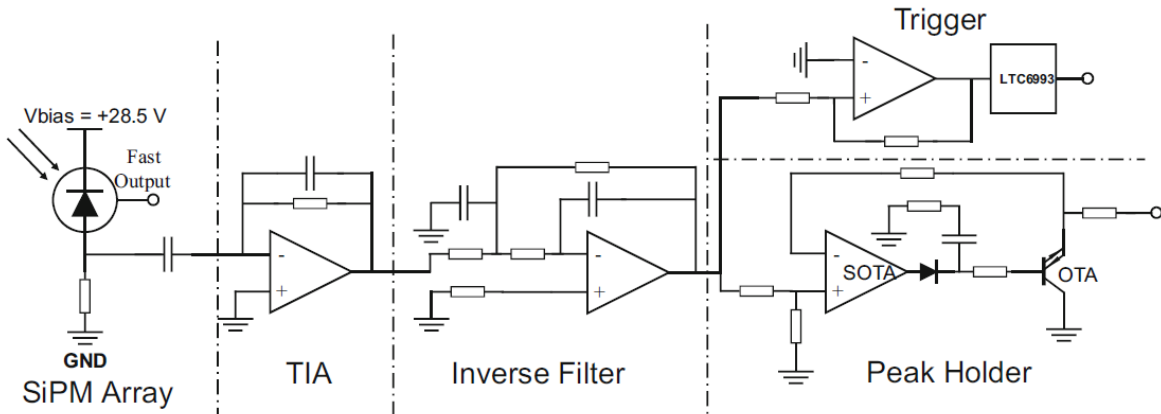 Trigger
LTC6993
-
+
Vbias = +28.5 V
Fast
Output
-
+
-
+
-
SOTA
+
OTA
GND
SiPM Array
TIA
Inverse Filter
Peak Holder